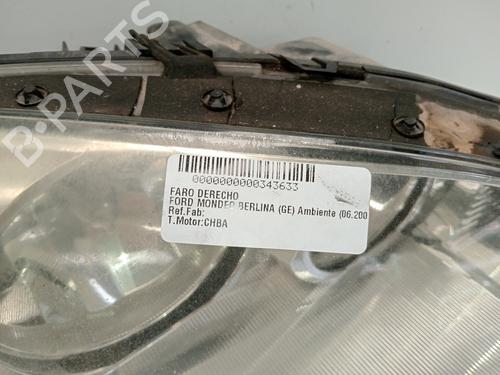 B-PARTS
0000000000343633
FARO DERECHO
FORD MONDEO BERLINA (GE) Ambiente (06.200
Ref.Fab:
T.Motor:CHBA